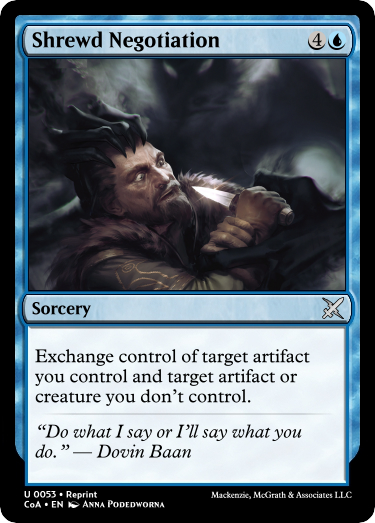 Shrewd Negotiation 4
Sorcery
Exchange control of target artifact
you control and target artifact or
creature you don't control.
“Do what I say or I'll say what you
do.” — Dovin Baan
U 0053 • Reprint
CoA • EN Anna Podedworna
Mackenzie, McGrath & Associates LLC